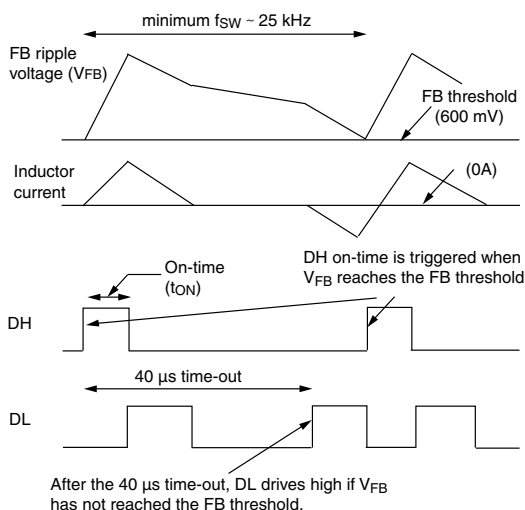 minimum fSW ~ 25 kHz
FB ripple
voltage (VFB)
FB threshold
(600 mV)
Inductor
current
(0A)
DH on-time is triggered when
VFB reaches the FB threshold
On-time
(tON)
DH
40 µs time-out
DL
After the 40 µs time-out, DL drives high if VFB
has not reached the FB threshold.